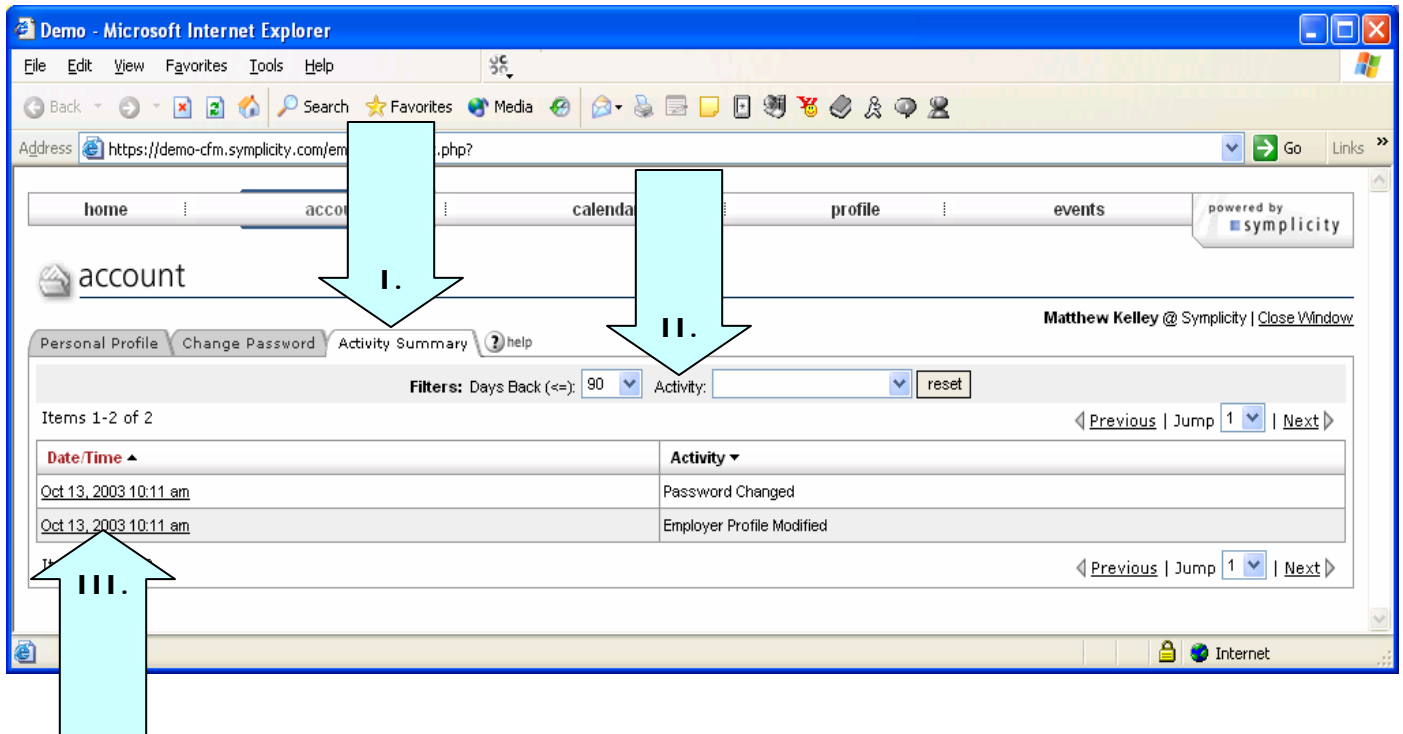 Demo - Microsoft Internet Explorer
File Edit View Favorites Tools Help
Back Search Favorites Media
Address https://demo-cfm.symplicity.com/em .php? Go Links »
home calenda profile events powered by
symplicity
account
I.
II.
Matthew Kelley @ Symplicity | Close Window
Personal Profile Change Password Activity Summary ? help
Filters: Days Back (<=): 90 Activity: reset
Items 1-2 of 2 Previous | Jump 1 | Next
Date/Time Activity
Oct 13, 2003 10:11 am Password Changed
Oct 13, 2003 10:11 am Employer Profile Modified
Previous | Jump 1 | Next
III.
Internet